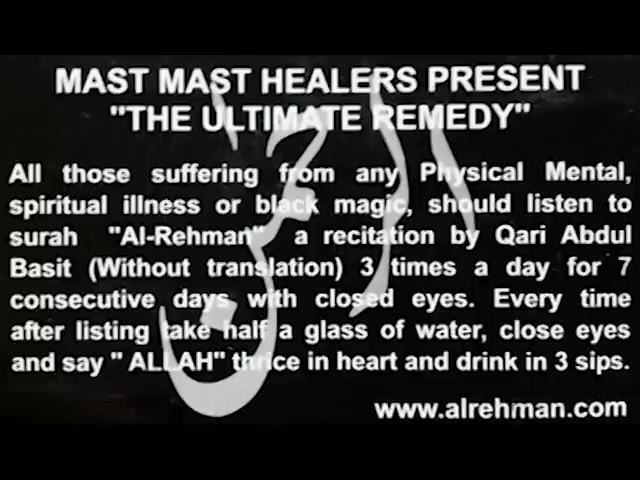 MAST MAST HEALERS PRESENT
"THE ULTIMATE REMEDY"
الرحمن
All those suffering from any Physical Mental,
spiritual illness or black magic, should listen to
surah "Al-Rehman" a recitation by Qari Abdul
Basit (Without translation) 3 times a day for 7
consecutive days with closed eyes. Every time
after listing take half a glass of water, close eyes
and say " ALLAH" thrice in heart and drink in 3 sips.
www.alrehman.com